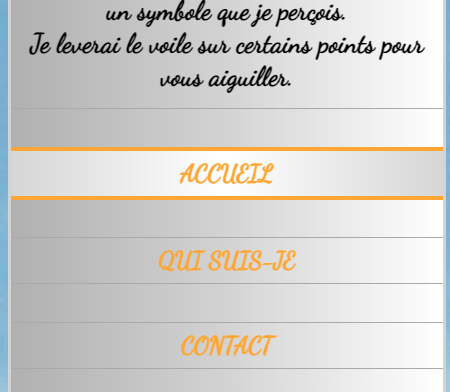 un symbole que je perçois.
Je leverai le voile sur certains points pour
vous aiguiller.
ACCUEIL
QUI SUIS-JE
CONTACT